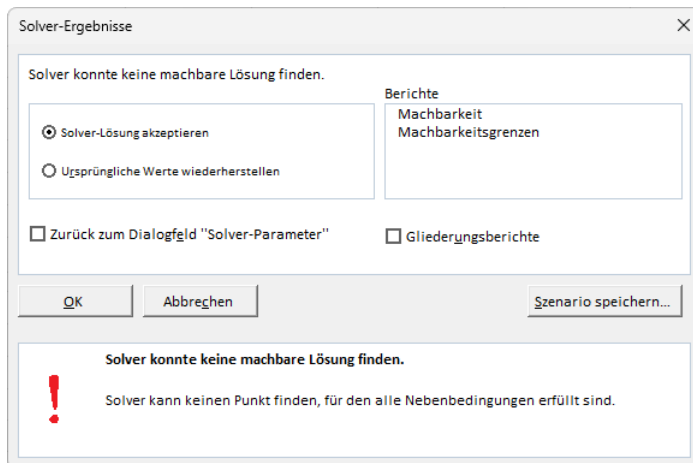 Solver-Ergebnisse
Solver konnte keine machbare Lösung finden.
Berichte
Machbarkeit
Machbarkeitsgrenzen
Solver-Lösung akzeptieren
Ursprüngliche Werte wiederherstellen
Zurück zum Dialogfeld "Solver-Parameter"
Gliederungsberichte
OK
Abbrechen
Szenario speichern...
Solver konnte keine machbare Lösung finden.
Solver kann keinen Punkt finden, für den alle Nebenbedingungen erfüllt sind.